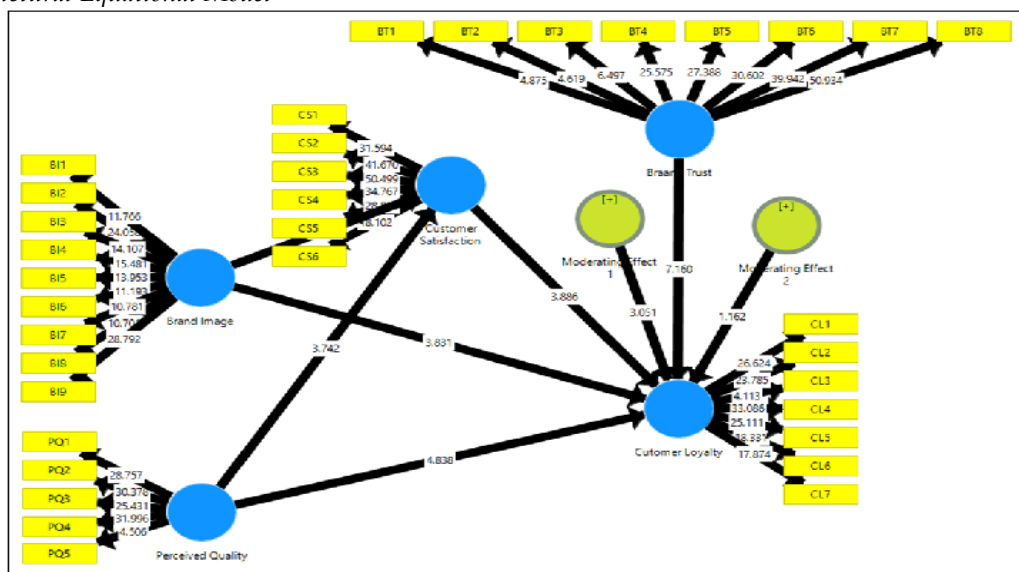 Structural Equational Model
BT1
BT2
BT3
BT4
BT5
BT6
BT7
BT8
4.875
4.619
6.497
25.575
27.388
30.602
39.942
50.934
Trust
CS1
CS2
CS3
CS4
CS5
CS6
31.594
41.670
50.499
34.767
Customer
Satisfaction
[+]
Moderating Effect
1
[+]
Moderating Effect
2
BI1
BI2
BI3
BI4
BI5
BI6
BI7
BI8
BI9
11.766
14.107
15.481
13.953
11.193
10.781
28.792
Brand Image
7.160
3.886
3.051
1.162
3.742
3.831
4.838
CL1
CL2
CL3
CL4
CL5
CL6
CL7
26.624
23.785
4.113
33.086
25.111
17.874
Cutomer Loyalty
PQ1
PQ2
PQ3
PQ4
PQ5
28.757
30.378
25.431
31.996
4.506
Perceived Quality